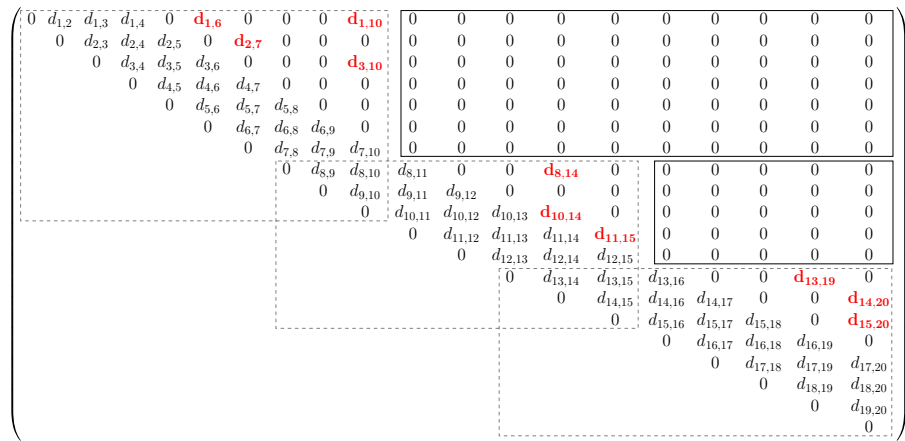 0 d1,2 d1,3 d1,4 0 d1,6 0 0 0 d1,10 0 0 0 0 0 0 0 0 0 0
0 d2,3 d2,4 d2,5 0 d2,7 0 0 0 0 0 0 0 0 0 0 0 0 0
0 d3,4 d3,5 d3,6 0 0 0 d3,10 0 0 0 0 0 0 0 0 0 0
0 d4,5 d4,6 d4,7 0 0 0 0 0 0 0 0 0 0 0 0 0
0 d5,6 d5,7 d5,8 0 0 0 0 0 0 0 0 0 0 0 0
0 d6,7 d6,8 d6,9 0 0 0 0 0 0 0 0 0 0 0
0 d7,8 d7,9 d7,10 0 0 0 0 0 0 0 0 0 0
0 d8,9 d8,10 d8,11 0 0 d8,14 0 0 0 0 0 0
0 d9,10 d9,11 d9,12 0 0 0 0 0 0 0 0
0 d10,11 d10,12 d10,13 d10,14 0 0 0 0 0 0
0 d11,12 d11,13 d11,14 d11,15 0 0 0 0 0
0 d12,13 d12,14 d12,15 0 0 0 0 0
0 d13,14 d13,15 d13,16 0 0 d13,19 0
0 d14,15 d14,16 d14,17 0 0 d14,20
0 d15,16 d15,17 d15,18 0 d15,20
0 d16,17 d16,18 d16,19 0
0 d17,18 d17,19 d17,20
0 d18,19 d18,20
0 d19,20
0